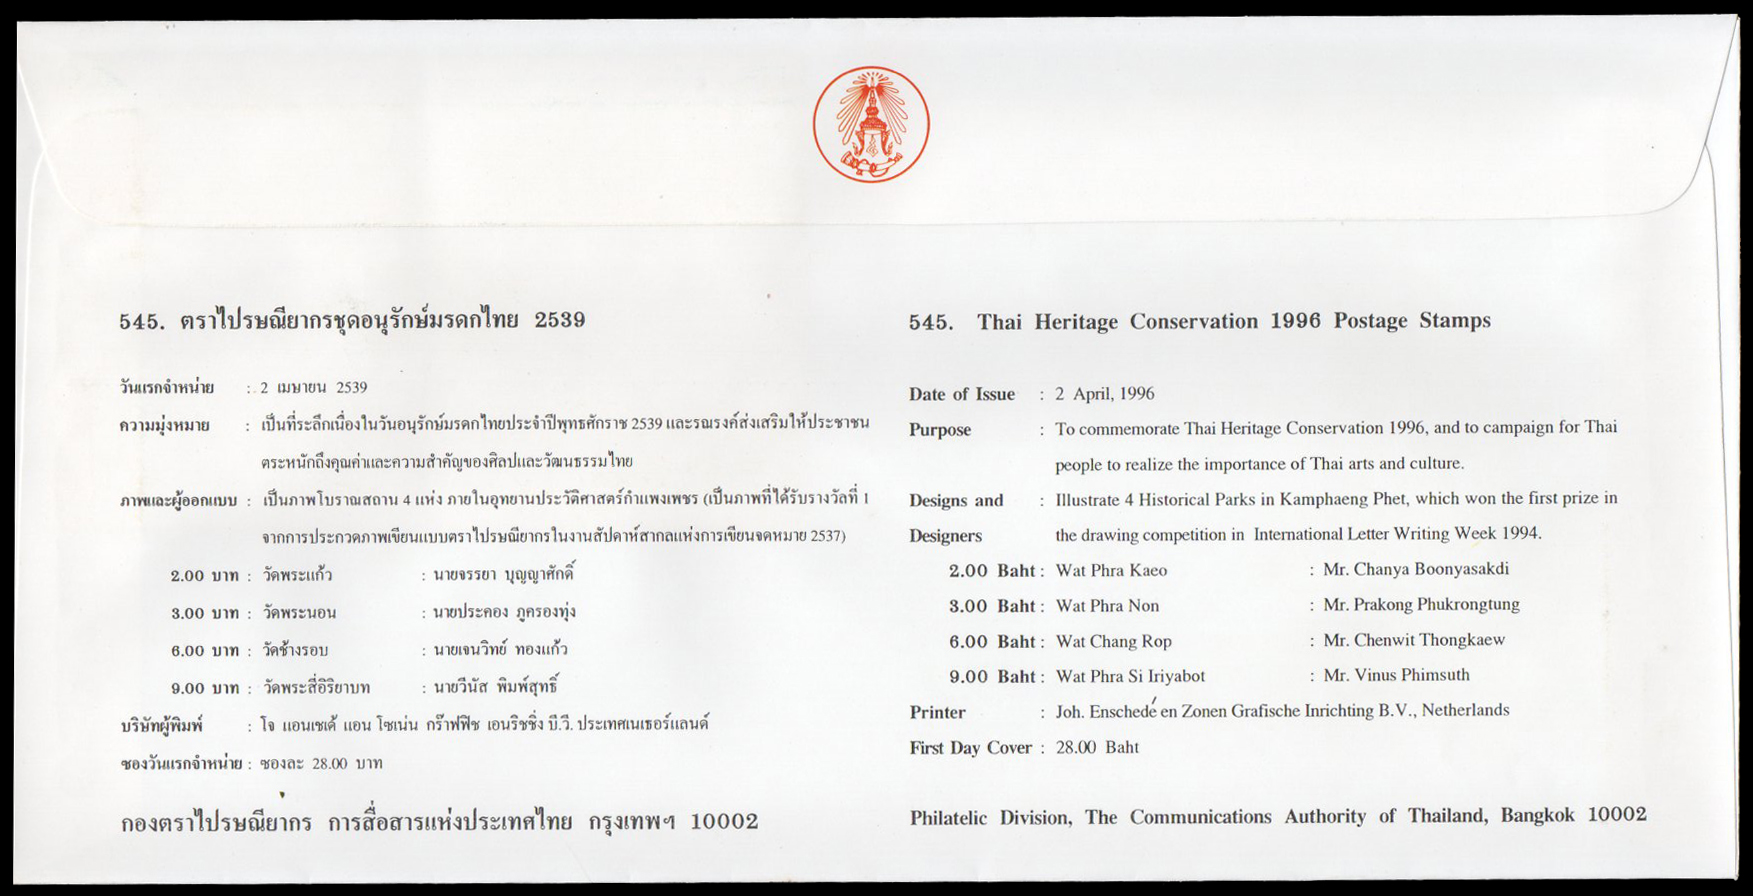 545. ตราไปรษณียากรชุดอนุรักษ์มรดกไทย 2539
วันแรกจำหน่าย : 2 เมษายน 2539
ความมุ่งหมาย : เป็นที่ระลึกเนื่องในวันอนุรักษ์มรดกไทยประจำปีพุทธศักราช 2539 และรณรงค์ส่งเสริมให้ประชาชน
ตระหนักถึงคุณค่าและความสำคัญของศิลปและวัฒนธรรมไทย
ภาพและผู้ออกแบบ : เป็นภาพโบราณสถาน 4 แห่ง ภายในอุทยานประวัติศาสตร์กำแพงเพชร (เป็นภาพที่ได้รับรางวัลที่ 1
จากการประกวดภาพเขียนแบบตราไปรษณียากรในงานสัปดาห์สากลแห่งการเขียนจดหมาย 2537)
2.00 บาท : วัดพระแก้ว : นายจรรยา บุญญาศักดิ์
3.00 บาท : วัดพระนอน : นายประคอง ภูครองทุ่ง
6.00 บาท : วัดช้างรอบ : นายเจนวิทย์ ทองแก้ว
9.00 บาท : วัดพระสี่อิริยาบท : นายวีนัส พิมพ์สุทธิ์
บริษัทผู้พิมพ์ : โจ แอนเชเด้ แอน โซเน่น กร๊าฟฟิช เอนริชชิ่ง บี.วี. ประเทศเนเธอร์แลนด์
ซองวันแรกจำหน่าย : ซองละ 28.00 บาท
กองตราไปรษณียากร การสื่อสารแห่งประเทศไทย กรุงเทพฯ 10002
545. Thai Heritage Conservation 1996 Postage Stamps
Date of Issue : 2 April, 1996
Purpose : To commemorate Thai Heritage Conservation 1996, and to campaign for Thai
people to realize the importance of Thai arts and culture.
Designs and : Illustrate 4 Historical Parks in Kamphaeng Phet, which won the first prize in
Designers the drawing competition in International Letter Writing Week 1994.
2.00 Baht : Wat Phra Kaeo : Mr. Chanya Boonyasakdi
3.00 Baht : Wat Phra Non : Mr. Prakong Phukrongtung
6.00 Baht : Wat Chang Rop : Mr. Chenwit Thongkaew
9.00 Baht : Wat Phra Si Iriyabot : Mr. Vinus Phimsuth
Printer : Joh. Enschedé en Zonen Grafische Inrichting B.V., Netherlands
First Day Cover : 28.00 Baht
Philatelic Division, The Communications Authority of Thailand, Bangkok 10002